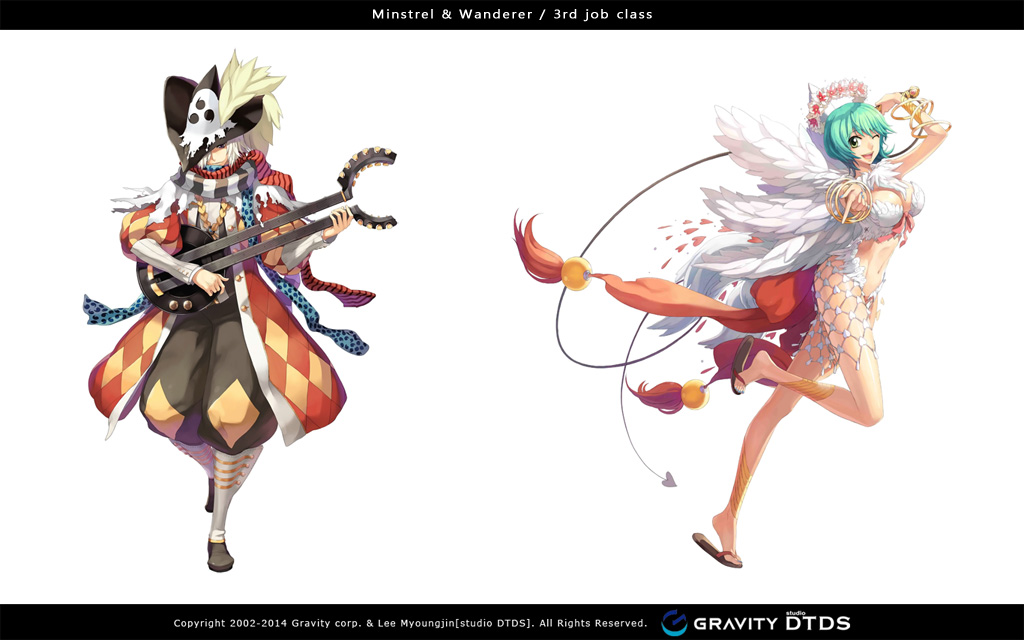 Minstrel & Wanderer / 3rd job class
Copyright 2002-2014 Gravity corp. & Lee Myoungjin[studio DTDS]. All Rights Reserved.
GRAVITY studio DTDS